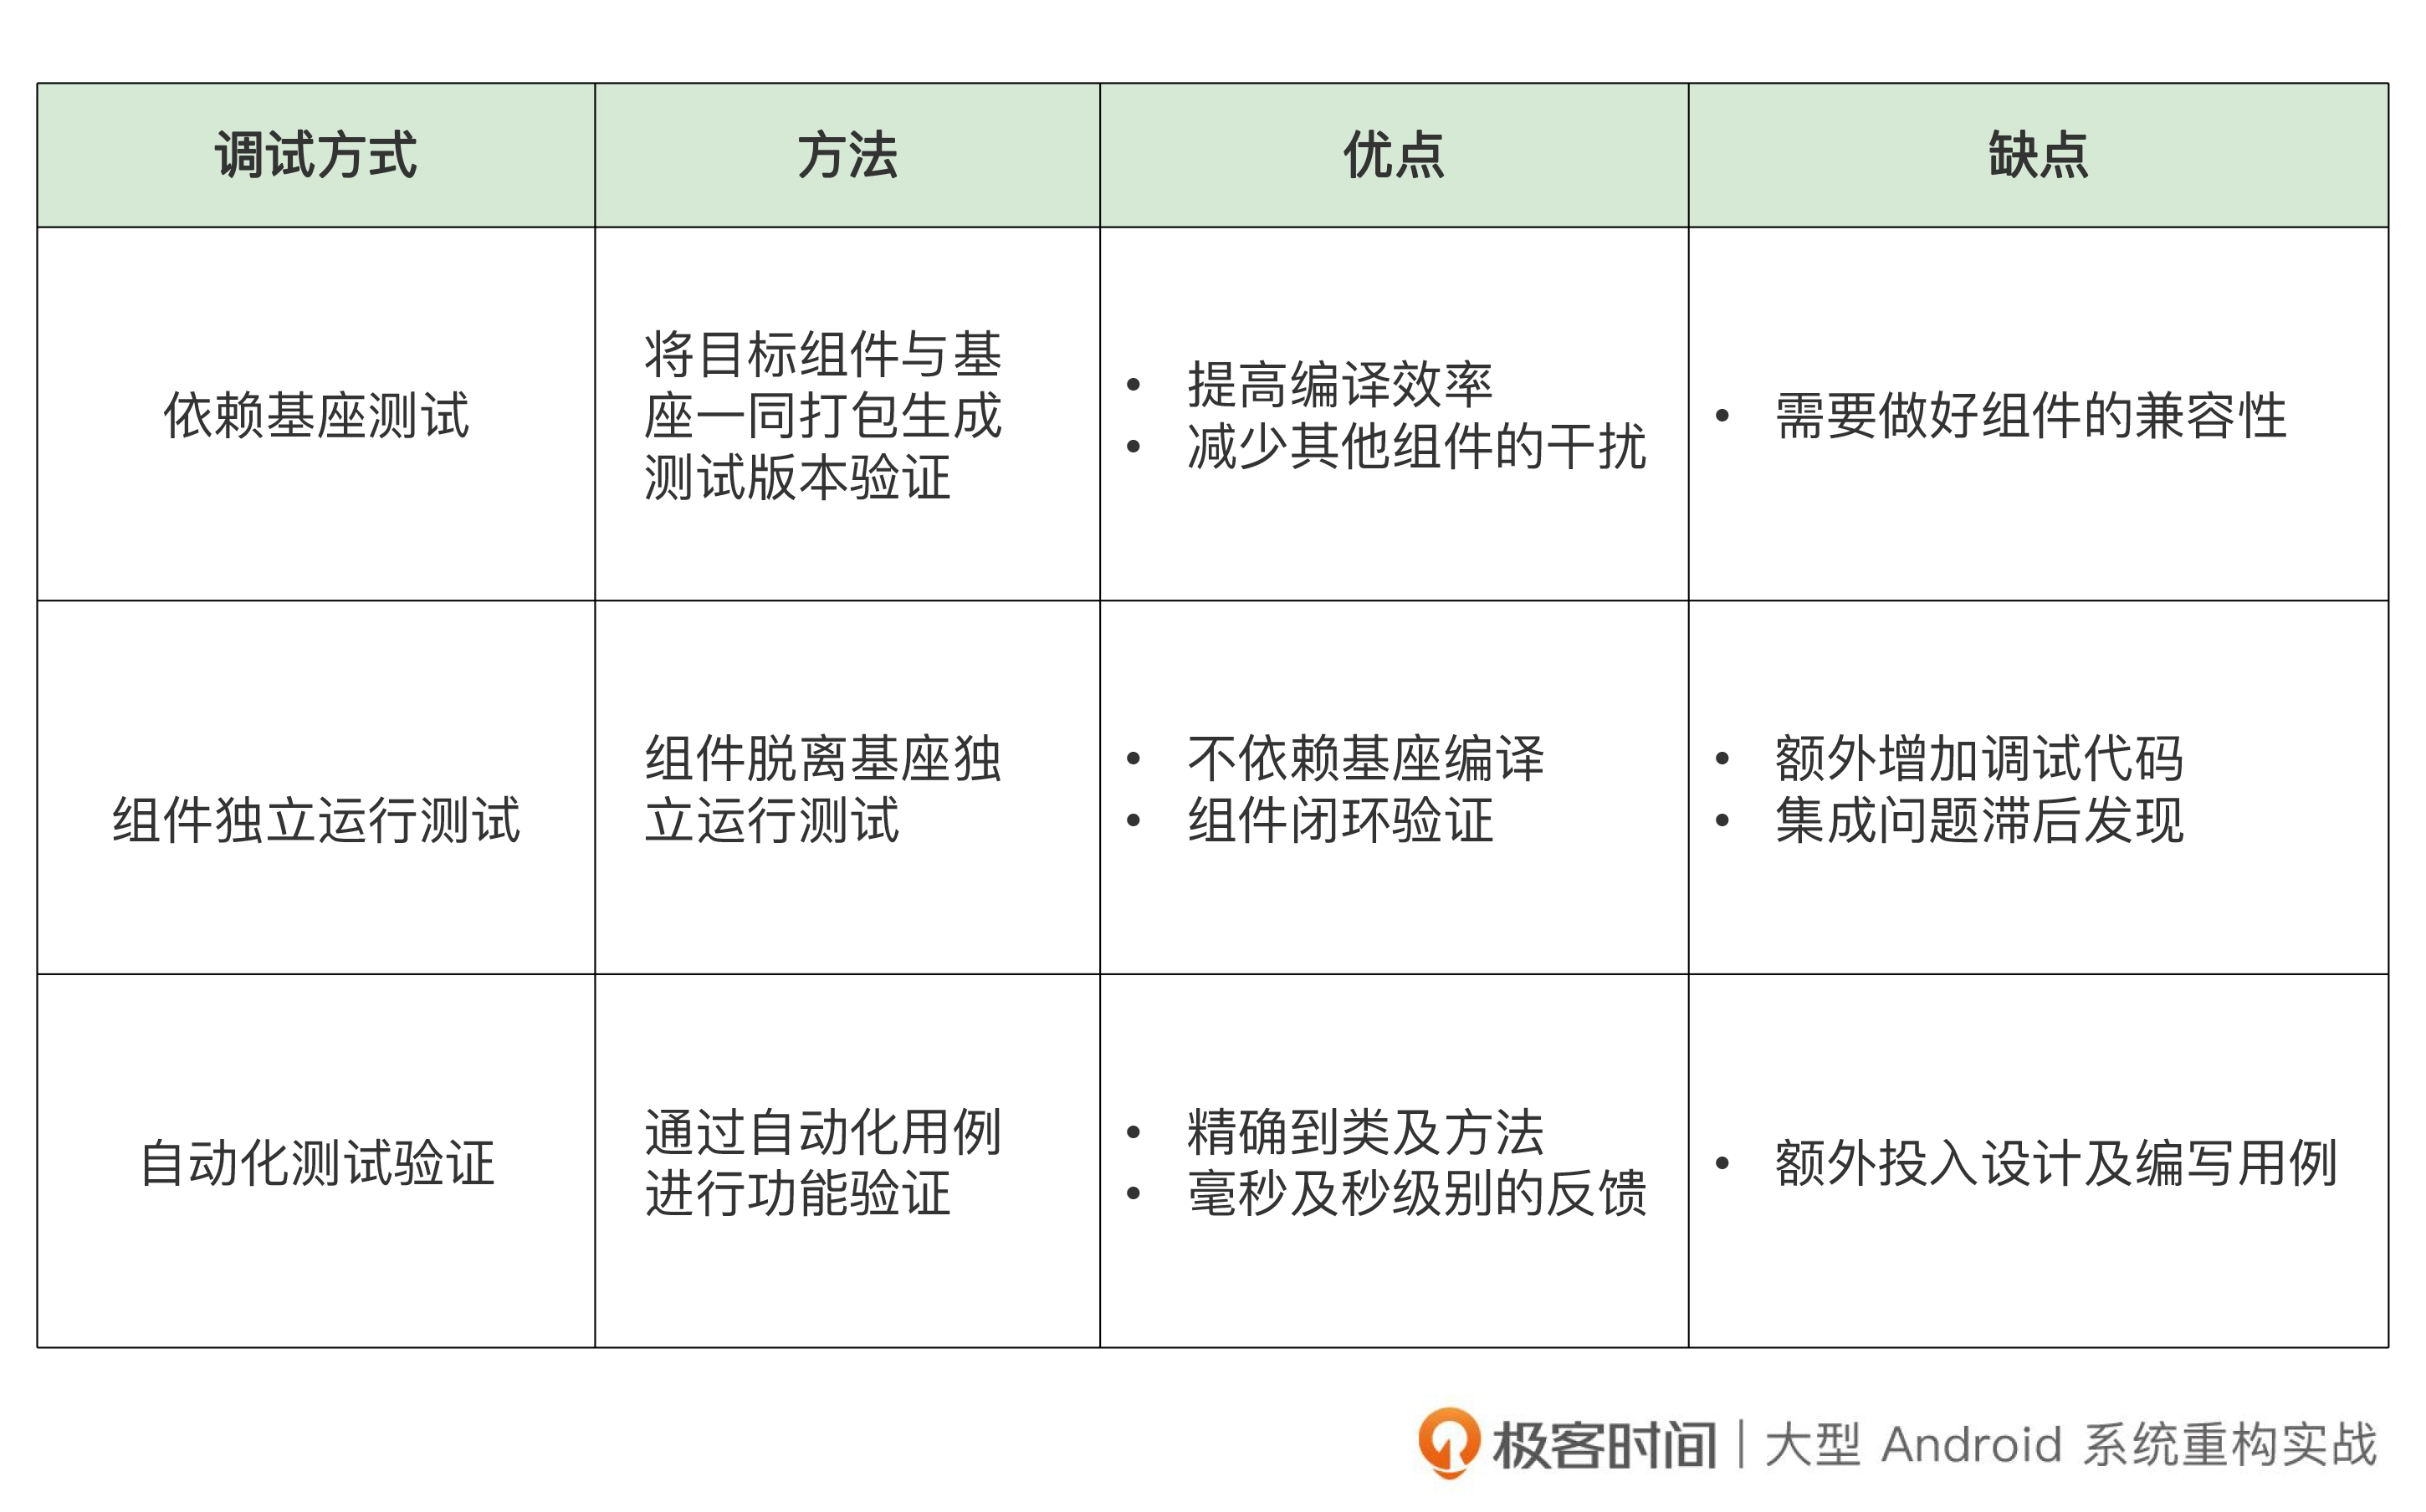 调试方式
方法
优点
缺点
依赖基座测试
将目标组件与基
座一同打包生成
测试版本验证
• 提高编译效率
• 减少其他组件的干扰
• 需要做好组件的兼容性
组件独立运行测试
组件脱离基座独
立运行测试
• 不依赖基座编译
• 组件闭环验证
• 额外增加调试代码
• 集成问题滞后发现
自动化测试验证
通过自动化用例
进行功能验证
• 精确到类及方法
• 毫秒及秒级别的反馈
• 额外投入设计及编写用例
极客时间 | 大型 Android 系统重构实战